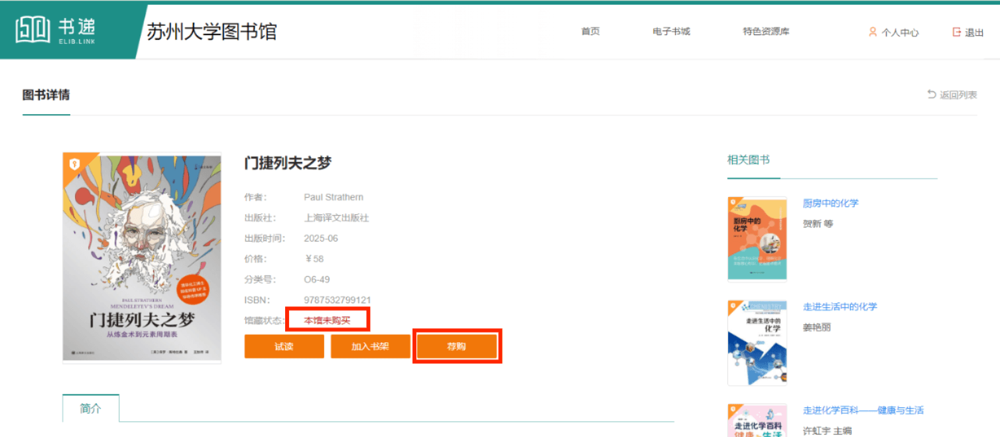 书递
ELIB.LINK
苏州大学图书馆
首页
电子书城
特色资源库
个人中心
退出
图书详情
返回列表
门捷列夫之梦
作者： Paul Strathern
出版社： 上海译文出版社
出版时间： 2025-06
价格： ￥58
分类号： O6-49
ISBN： 9787532799121
馆藏状态： 本馆未购买
试读
加入书架
荐购
PAUL STRATHERN
MENDELEYEV'S DREAM
门捷列夫之梦
从炼金术到元素周期表
简介
相关图书
厨房中的
化学
厨房中的化学
贺新 等
CHEMISTRY
走进生活中的
化学
走进生活中的化学
姜艳丽
走进化学百科
健康与生活
走进化学百科——健康与生活
许虹宇 主编